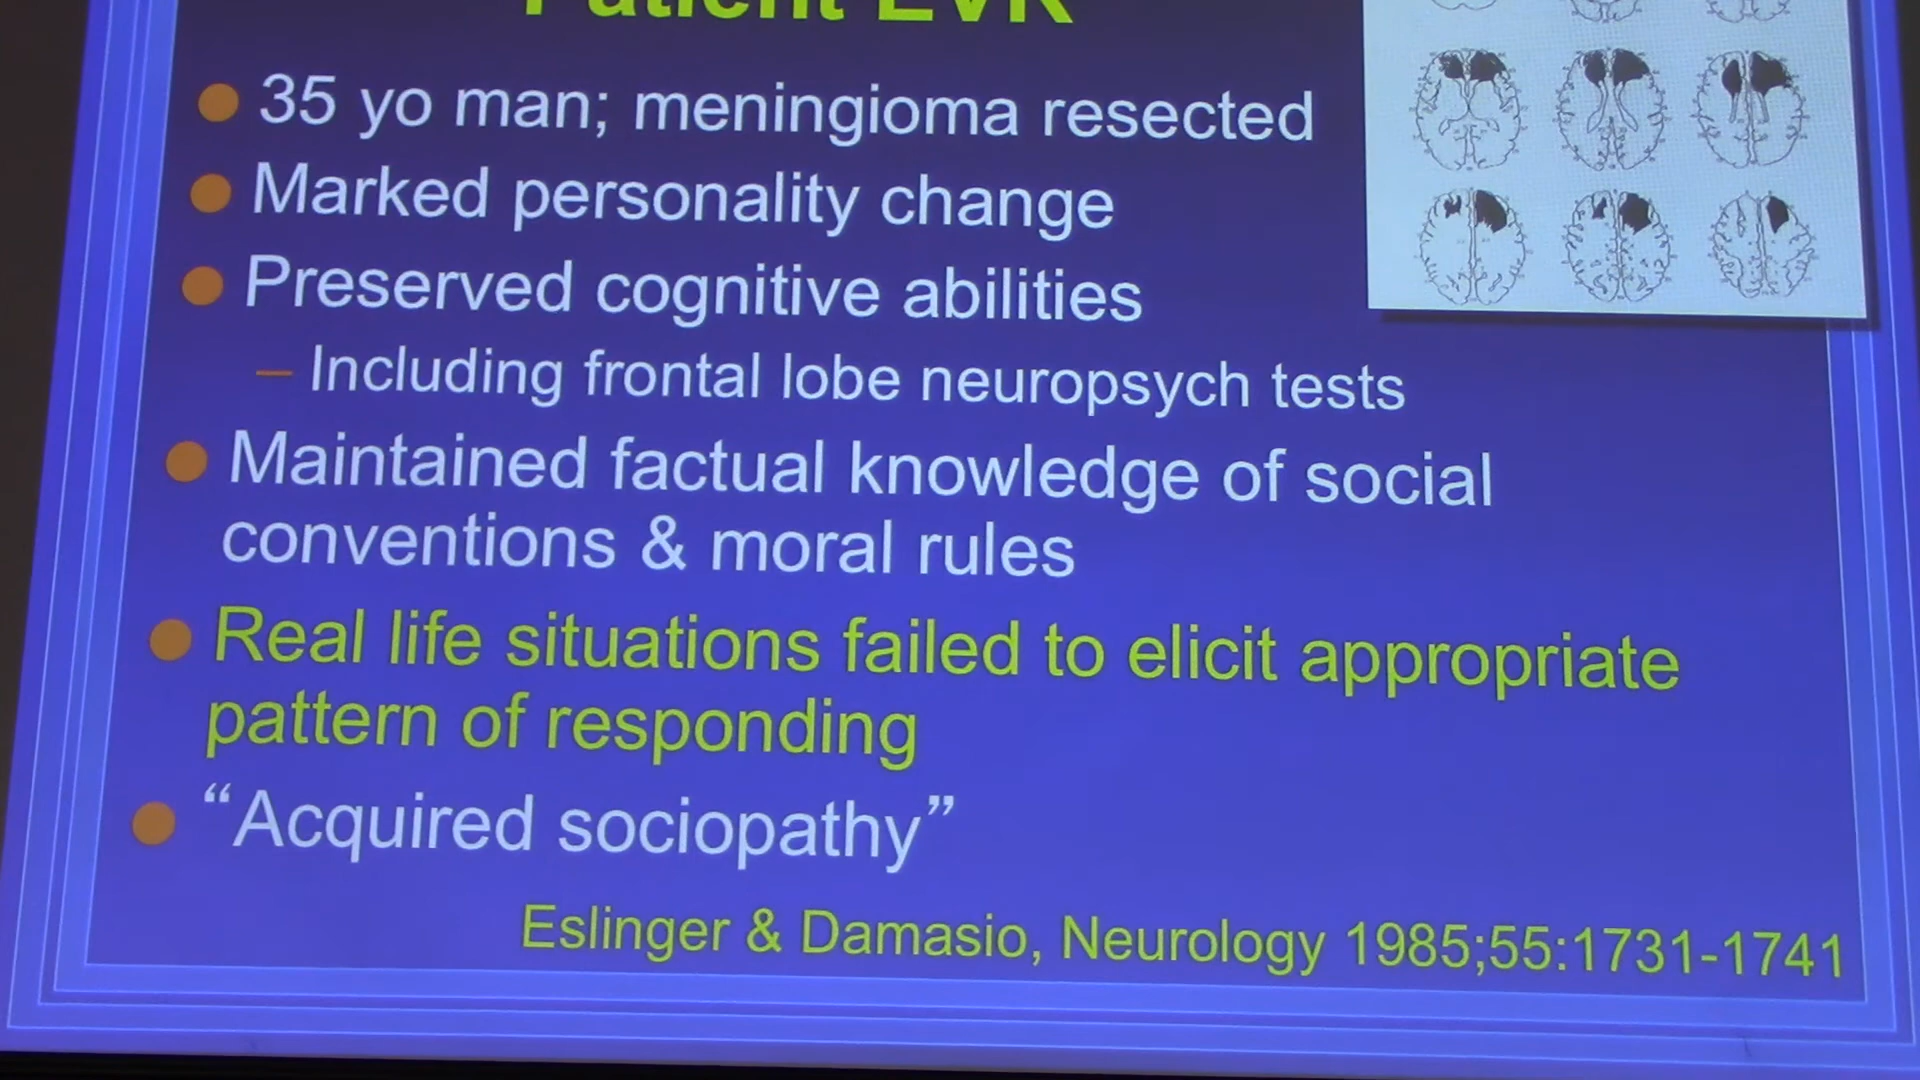 Patient EVR
35 yo man; meningioma resected
Marked personality change
Preserved cognitive abilities
– Including frontal lobe neuropsych tests
Maintained factual knowledge of social
conventions & moral rules
Real life situations failed to elicit appropriate
pattern of responding
“Acquired sociopathy”
Eslinger & Damasio, Neurology 1985;55:1731-1741